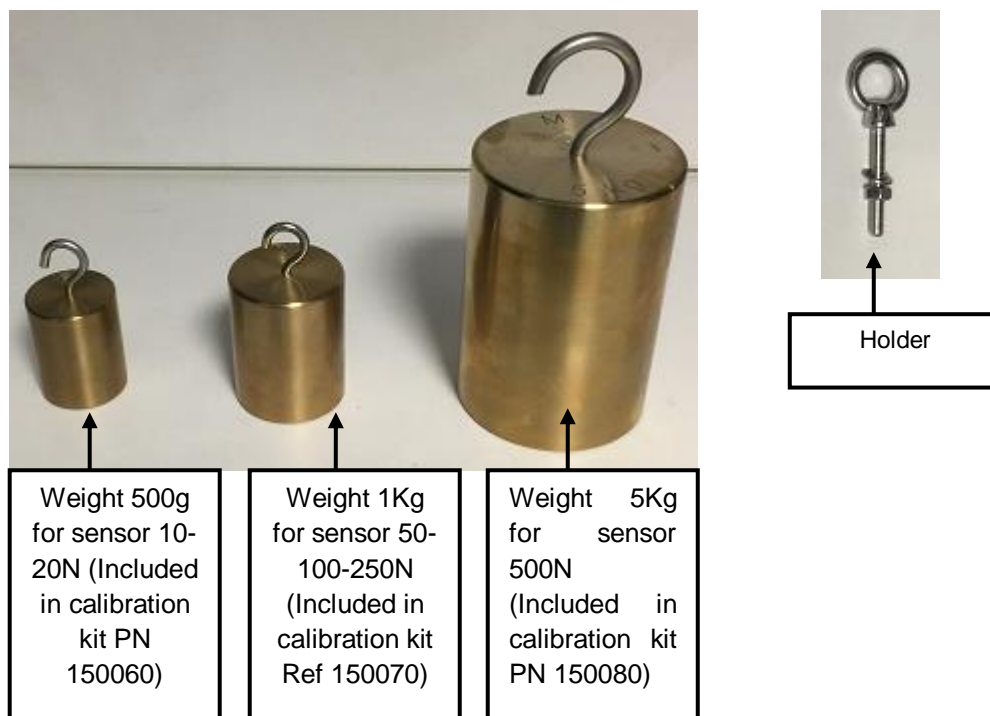 M
5
Holder
Weight 500g
for sensor 10-
20N (Included
in calibration
kit PN
150060)
Weight 1Kg
for sensor 50-
100-250N
(Included in
calibration kit
Ref 150070)
Weight 5Kg
for sensor
500N
(Included in
calibration kit
PN 150080)